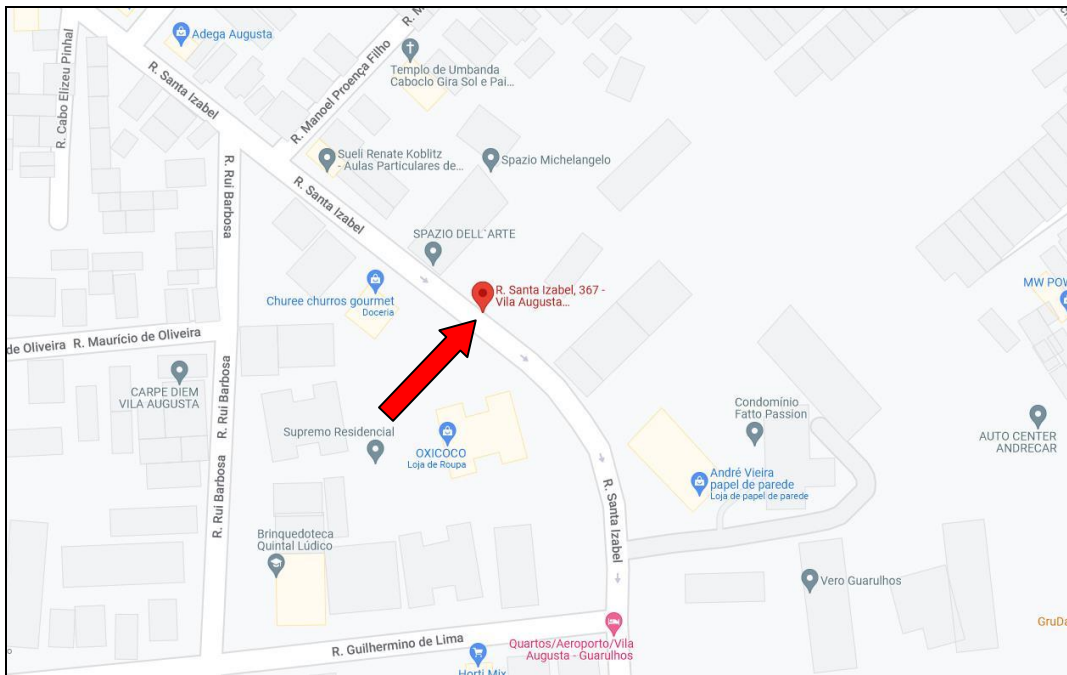 Adega Augusta
R. Cabo Elizeu Pinhal
R. Santa Izabel
R. Manoel Proença Filho
R. M
Templo de Umbanda
Caboclo Gira Sol e Pai...
Sueli Renate Koblitz
- Aulas Particulares de...
Spazio Michelangelo
R. Rui Barbosa
R. Santa Izabel
SPAZIO DELL`ARTE
R. Santa Izabel, 367 -
Vila Augusta...
Churee churros gourmet
Doceria
MW POW
de Oliveira
R. Maurício de Oliveira
CARPE DIEM
VILA AUGUSTA
R. Rui Barbosa
Supremo Residencial
OXICOCO
Loja de Roupa
Condomínio
Fatto Passion
AUTO CENTER
ANDRECAR
André Vieira
papel de parede
Loja de papel de parede
R. Rui Barbosa
R. Santa Izabel
Brinquedoteca
Quintal Lúdico
Vero Guarulhos
GruDa
R. Guilhermino de Lima
Quartos/Aeroporto/Vila
Augusta - Guarulhos
Horti Mix